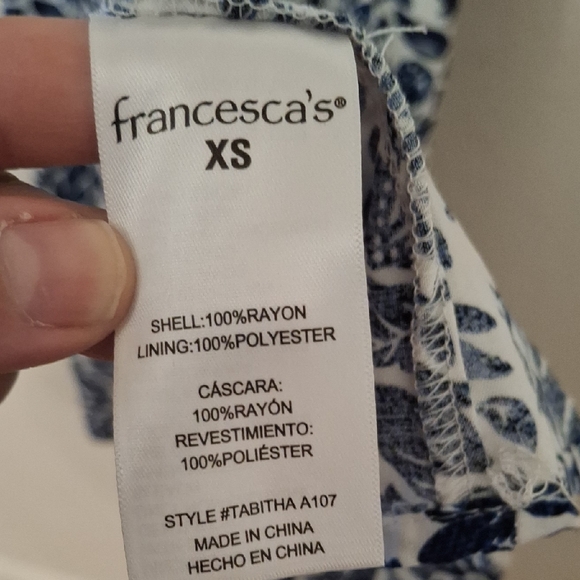 francesca's®
XS
SHELL:100%RAYON
LINING:100%POLYESTER
CÁSCARA:
100%RAYÓN
REVESTIMIENTO:
100%POLIÉSTER
STYLE #TABITHA A107
MADE IN CHINA
HECHO EN CHINA